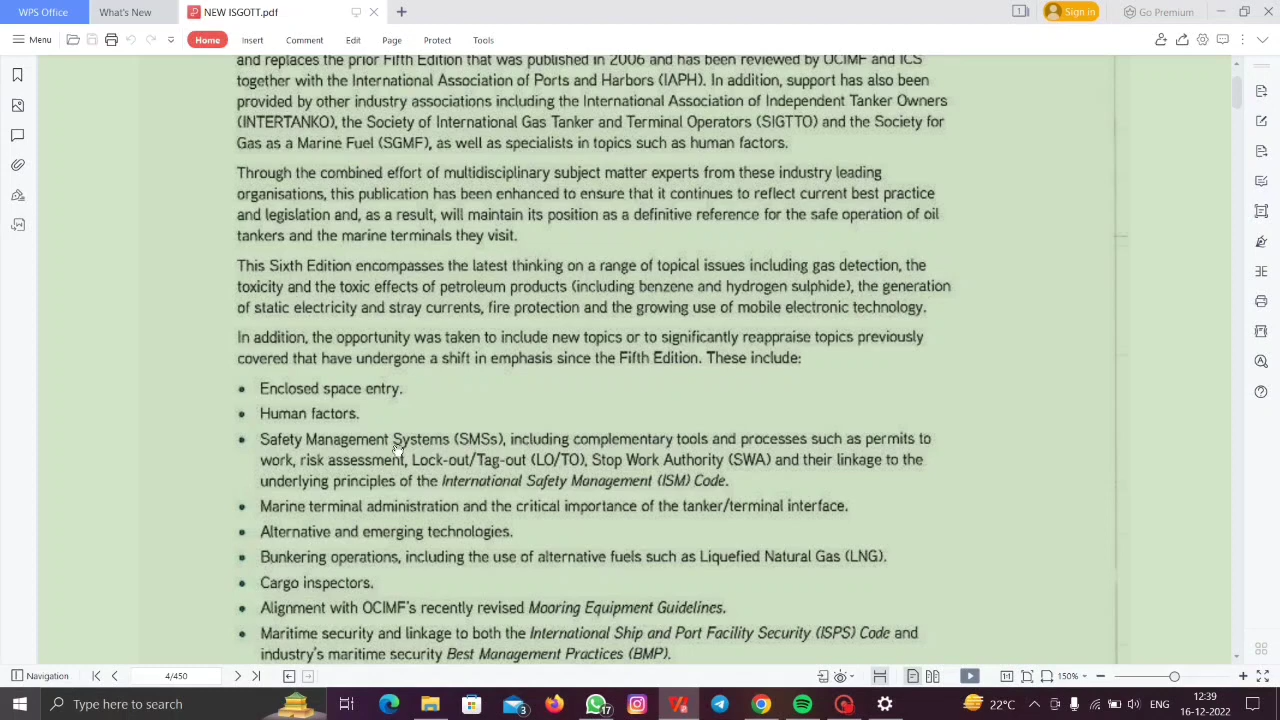 WPS Office
What's New
NEW ISGOTT.pdf
Sign in
Go Premium
Menu
Home
Insert
Comment
Edit
Page
Protect
Tools
and replaces the prior Fifth Edition that was published in 2006 and has been reviewed by OCIMF and ICS
together with the International Association of Ports and Harbors (IAPH). In addition, support has also been
provided by other industry associations including the International Association of Independent Tanker Owners
(INTERTANKO), the Society of International Gas Tanker and Terminal Operators (SIGTTO) and the Society for
Gas as a Marine Fuel (SGMF), as well as specialists in topics such as human factors.
Through the combined effort of multidisciplinary subject matter experts from these industry leading
organisations, this publication has been enhanced to ensure that it continues to reflect current best practice
and legislation and, as a result, will maintain its position as a definitive reference for the safe operation of oil
tankers and the marine terminals they visit.
This Sixth Edition encompasses the latest thinking on a range of topical issues including gas detection, the
toxicity and the toxic effects of petroleum products (including benzene and hydrogen sulphide), the generation
of static electricity and stray currents, fire protection and the growing use of mobile electronic technology.
In addition, the opportunity was taken to include new topics or to significantly reappraise topics previously
covered that have undergone a shift in emphasis since the Fifth Edition. These include:
• Enclosed space entry.
• Human factors.
• Safety Management Systems (SMSs), including complementary tools and processes such as permits to
work, risk assessment, Lock-out/Tag-out (LO/TO), Stop Work Authority (SWA) and their linkage to the
underlying principles of the International Safety Management (ISM) Code.
• Marine terminal administration and the critical importance of the tanker/terminal interface.
• Alternative and emerging technologies.
• Bunkering operations, including the use of alternative fuels such as Liquefied Natural Gas (LNG).
• Cargo inspectors.
• Alignment with OCIMF's recently revised Mooring Equipment Guidelines.
• Maritime security and linkage to both the International Ship and Port Facility Security (ISPS) Code and
industry's maritime security Best Management Practices (BMP).
Navigation
4/450
150%
Type here to search
3
17
22°C
ENG
12:39
16-12-2022